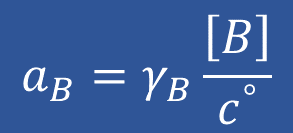 a_B = γ_B [B] / c°